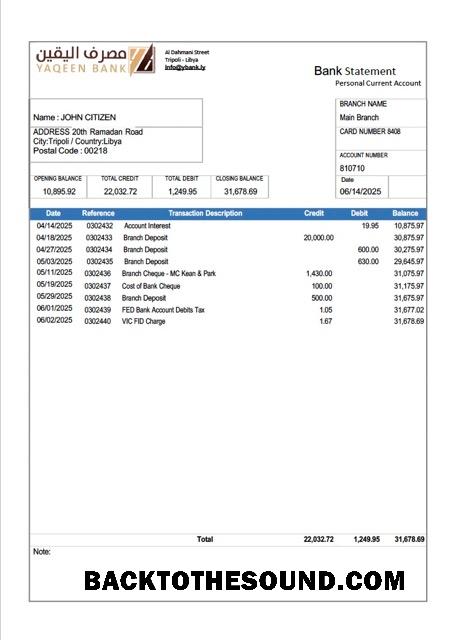 مصرف اليقين
YAQEEN BANK
Al Dahmani Street
Tripoli - Libya
info@ybank.ly
Bank Statement
Personal Current Account
Name : JOHN CITIZEN
ADDRESS 20th Ramadan Road
City:Tripoli / Country:Libya
Postal Code : 00218
BRANCH NAME
Main Branch
CARD NUMBER 8408
ACCOUNT NUMBER
810710
Date
06/14/2025
OPENING BALANCE TOTAL CREDIT TOTAL DEBIT CLOSING BALANCE
10,895.92 22,032.72 1,249.95 31,678.69
Date Reference Transaction Description Credit Debit Balance
04/14/2025 0302432 Account Interest 19.95 10,875.97
04/18/2025 0302433 Branch Deposit 20,000.00 30,875.97
04/27/2025 0302434 Branch Deposit 600.00 30,275.97
05/03/2025 0302435 Branch Deposit 630.00 29,645.97
05/11/2025 0302436 Branch Cheque - MC Kean & Park 1,430.00 31,075.97
05/19/2025 0302437 Cost of Bank Cheque 100.00 31,175.97
05/29/2025 0302438 Branch Deposit 500.00 31,675.97
06/01/2025 0302439 FED Bank Account Debits Tax 1.05 31,677.02
06/02/2025 0302440 VIC FID Charge 1.67 31,678.69
Total 22,032.72 1,249.95 31,678.69
Note:
BACKTOTHESOUND.COM